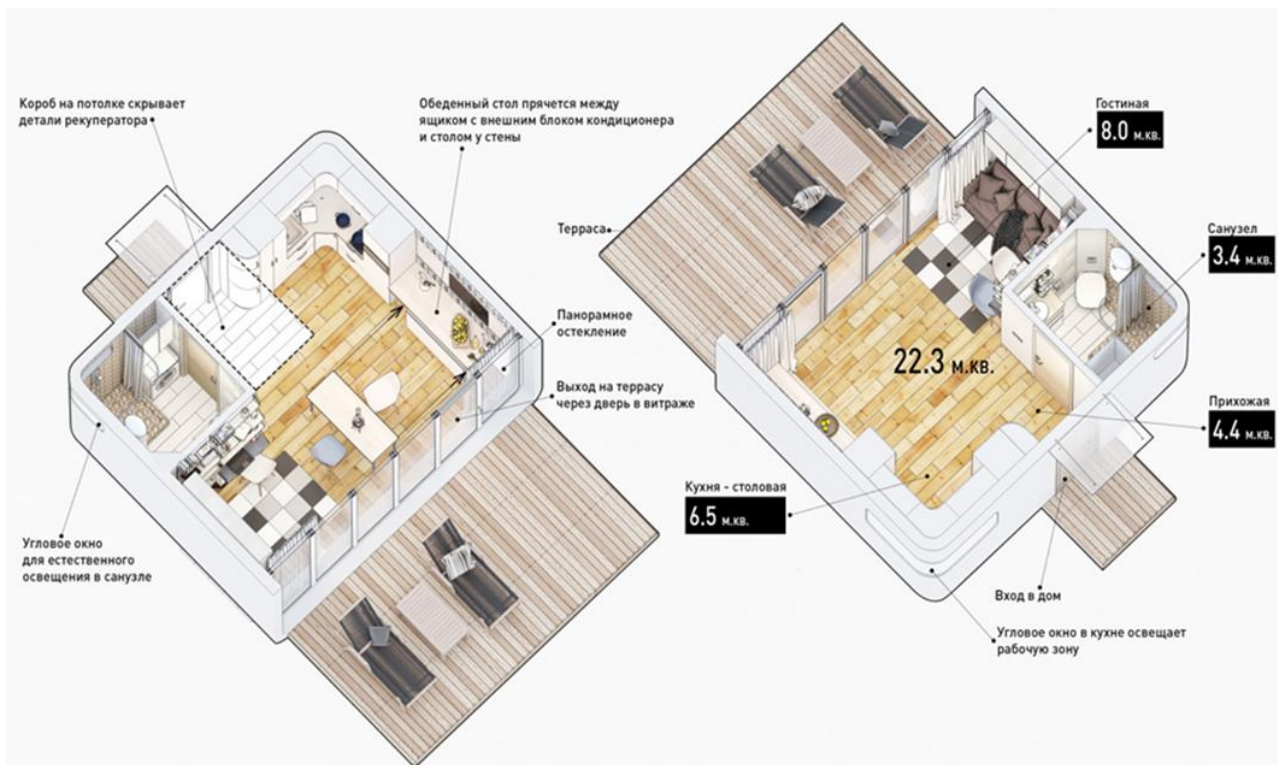 Короб на потолке скрывает
детали рекуператора
Обеденный стол прячется между
ящиком с внешним блоком кондиционера
и столом у стены
Гостиная
8.0 м.кв.
Терраса
Санузел
3.4 м.кв.
Панорамное
остекление
22.3 м.кв.
Выход на террасу
через дверь в витраже
Прихожая
4.4 м.кв.
Кухня - столовая
6.5 м.кв.
Угловое окно
для естественного
освещения в санузле
Вход в дом
Угловое окно в кухне освещает
рабочую зону